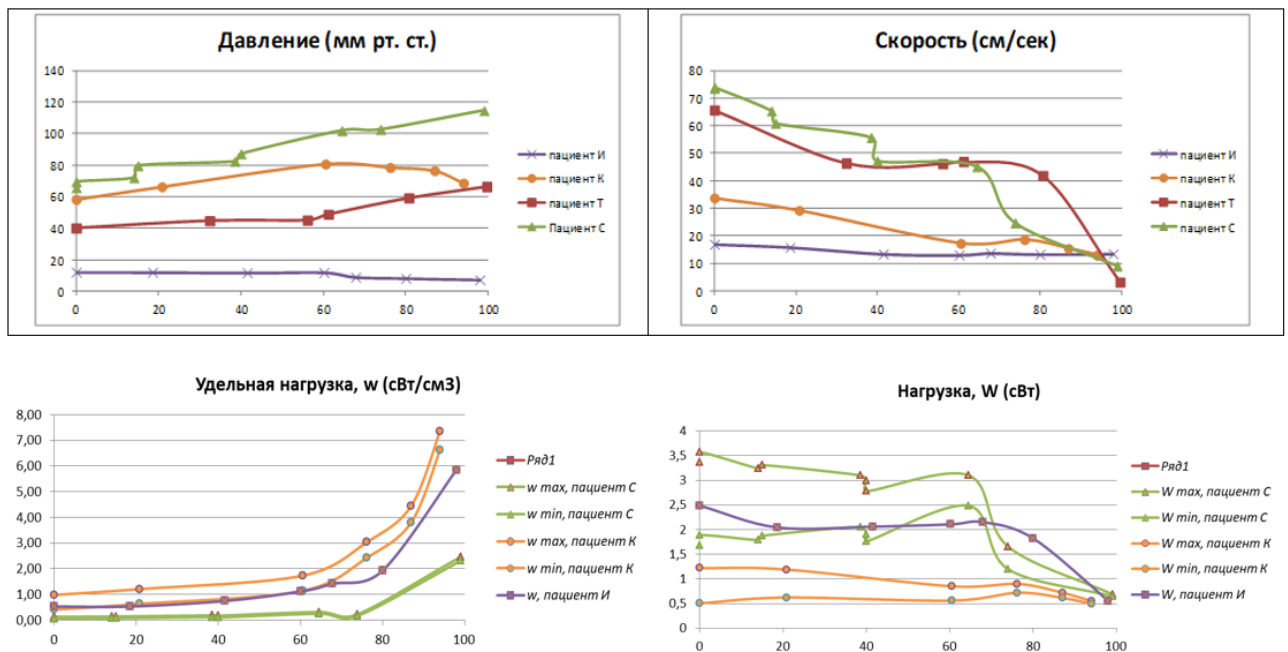 Давление (мм рт. ст.)
140
120
100
80
60
40
20
0
0 20 40 60 80 100
пациент И
пациент К
пациент Т
Пациент С
Скорость (см/сек)
80
70
60
50
40
30
20
10
0
0 20 40 60 80 100
пациент И
пациент К
пациент Т
пациент С
Удельная нагрузка, w (сВт/см3)
8,00
7,00
6,00
5,00
4,00
3,00
2,00
1,00
0,00
0 20 40 60 80 100
Ряд1
w max, пациент С
w min, пациент С
w max, пациент К
w min, пациент К
w, пациент И
Нагрузка, W (сВт)
4
3,5
3
2,5
2
1,5
1
0,5
0
0 20 40 60 80 100
Ряд1
W max, пациент С
W min, пациент С
W max, пациент К
W min, пациент К
W, пациент И